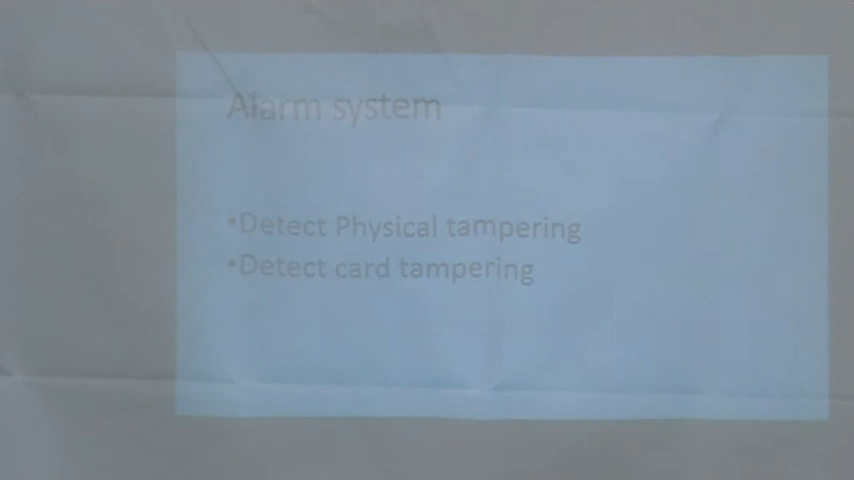 Alarm system
•Detect Physical tampering
•Detect card tampering